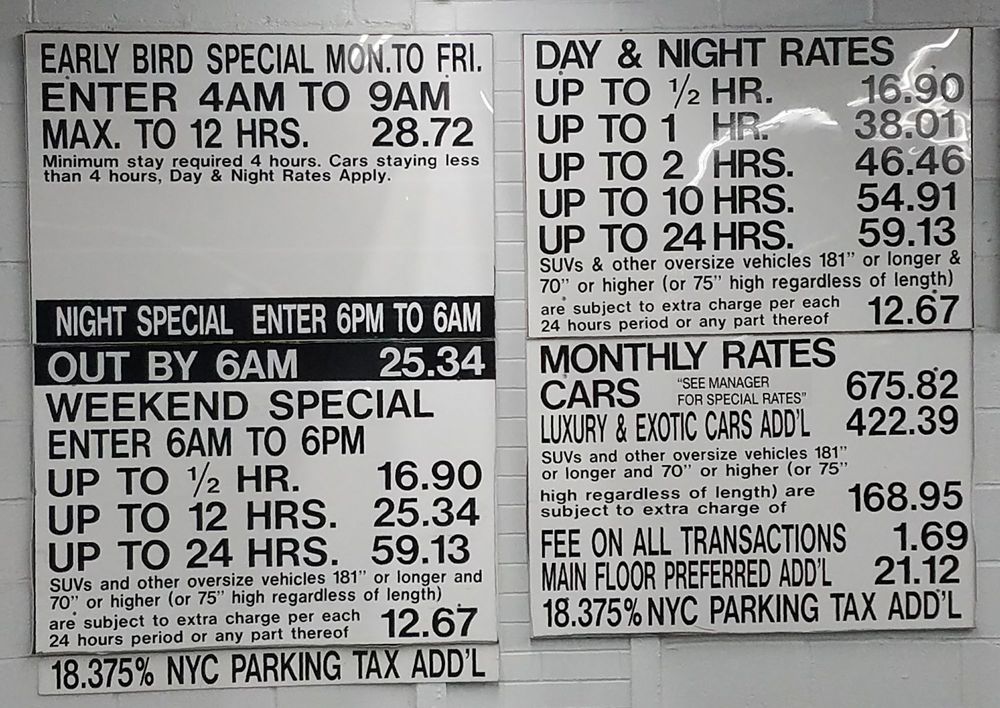 EARLY BIRD SPECIAL MON.TO FRI.
ENTER 4AM TO 9AM
MAX. TO 12 HRS. 28.72
Minimum stay required 4 hours. Cars staying less
than 4 hours, Day & Night Rates Apply.
NIGHT SPECIAL ENTER 6PM TO 6AM
OUT BY 6AM 25.34
WEEKEND SPECIAL
ENTER 6AM TO 6PM
UP TO ½ HR. 16.90
UP TO 12 HRS. 25.34
UP TO 24 HRS. 59.13
SUVs and other oversize vehicles 181” or longer and
70” or higher (or 75” high regardless of length)
are subject to extra charge per each
24 hours period or any part thereof 12.67
18.375% NYC PARKING TAX ADD'L
DAY & NIGHT RATES
UP TO ½ HR. 16.90
UP TO 1 HR. 38.01
UP TO 2 HRS. 46.46
UP TO 10 HRS. 54.91
UP TO 24 HRS. 59.13
SUVs & other oversize vehicles 181” or longer &
70” or higher (or 75” high regardless of length)
are subject to extra charge per each
24 hours period or any part thereof 12.67
MONTHLY RATES
CARS “SEE MANAGER FOR SPECIAL RATES” 675.82
LUXURY & EXOTIC CARS ADD'L 422.39
SUVs and other oversize vehicles 181”
or longer and 70” or higher (or 75”
high regardless of length) are
subject to extra charge of 168.95
FEE ON ALL TRANSACTIONS 1.69
MAIN FLOOR PREFERRED ADD'L 21.12
18.375% NYC PARKING TAX ADD'L